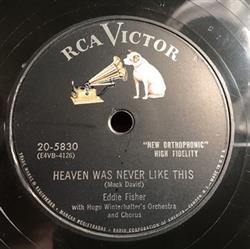 RCA VICTOR
20-5830
(E4VB-4126)
"NEW ORTHOPHONIC"
HIGH FIDELITY
HEAVEN WAS NEVER LIKE THIS
(Mack David)
Eddie Fisher
with Hugo Winterhalter's Orchestra
and Chorus